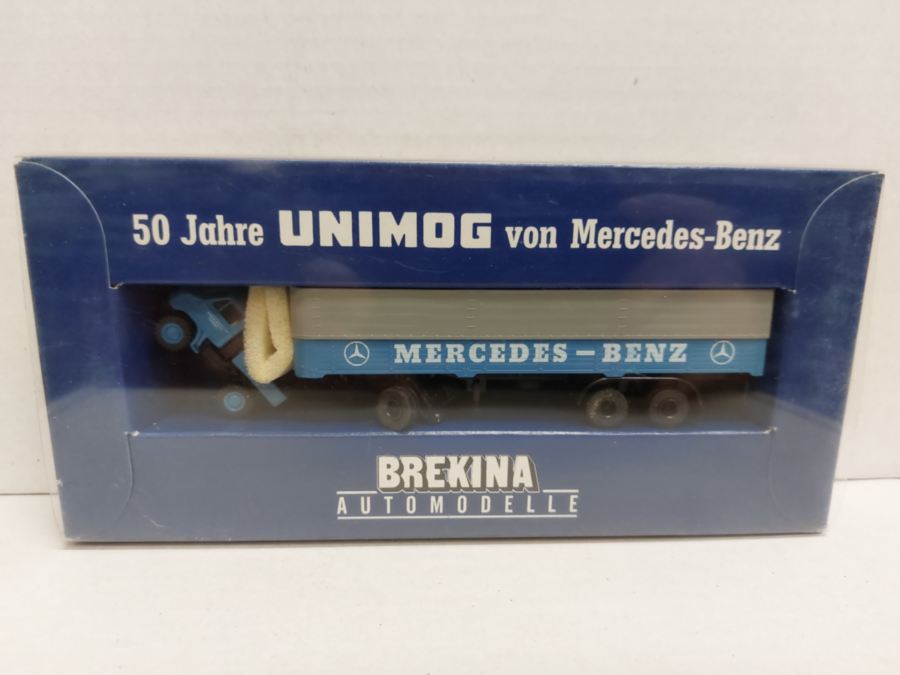 50 Jahre UNIMOG von Mercedes-Benz
MERCEDES-BENZ
BREKINA
AUTOMODELLE